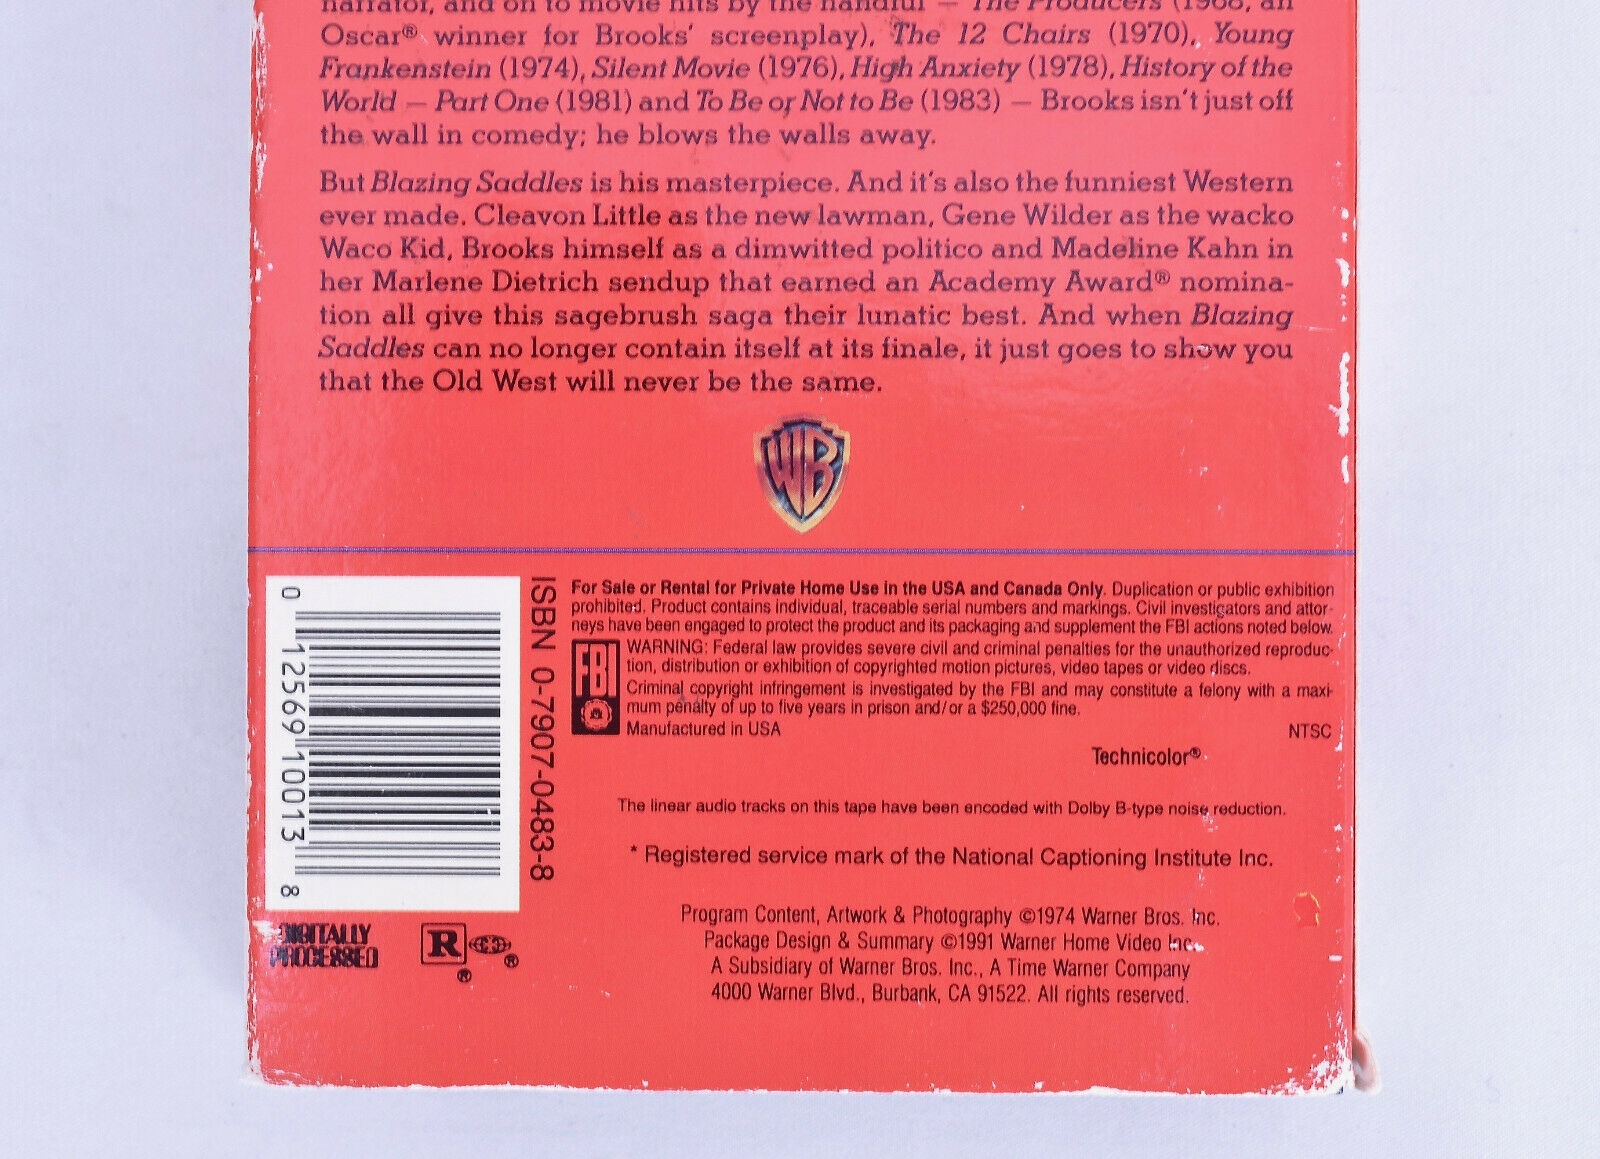 narrator, and on to movie hits by the handful — The Producers (1968, an
Oscar® winner for Brooks' screenplay), The 12 Chairs (1970), Young
Frankenstein (1974), Silent Movie (1976), High Anxiety (1978), History of the
World — Part One (1981) and To Be or Not to Be (1983) — Brooks isn't just off
the wall in comedy; he blows the walls away.
But Blazing Saddles is his masterpiece. And it's also the funniest Western
ever made. Cleavon Little as the new lawman, Gene Wilder as the wacko
Waco Kid, Brooks himself as a dimwitted politico and Madeline Kahn in
her Marlene Dietrich sendup that earned an Academy Award® nomina-
tion all give this sagebrush saga their lunatic best. And when Blazing
Saddles can no longer contain itself at its finale, it just goes to show you
that the Old West will never be the same.
WB
0 12569 10013 8
ISBN 0-7907-0483-8
For Sale or Rental for Private Home Use in the USA and Canada Only. Duplication or public exhibition
prohibited. Product contains individual, traceable serial numbers and markings. Civil investigators and attor-
neys have been engaged to protect the product and its packaging and supplement the FBI actions noted below.
FBI
WARNING: Federal law provides severe civil and criminal penalties for the unauthorized reproduc-
tion, distribution or exhibition of copyrighted motion pictures, video tapes or video discs.
Criminal copyright infringement is investigated by the FBI and may constitute a felony with a maxi-
mum penalty of up to five years in prison and/or a $250,000 fine.
Manufactured in USA NTSC
Technicolor®
The linear audio tracks on this tape have been encoded with Dolby B-type noise reduction.
* Registered service mark of the National Captioning Institute Inc.
DIGITALLY
PROCESSED
R ® ®
Program Content, Artwork & Photography ©1974 Warner Bros. Inc.
Package Design & Summary ©1991 Warner Home Video Inc.
A Subsidiary of Warner Bros. Inc., A Time Warner Company
4000 Warner Blvd., Burbank, CA 91522. All rights reserved.